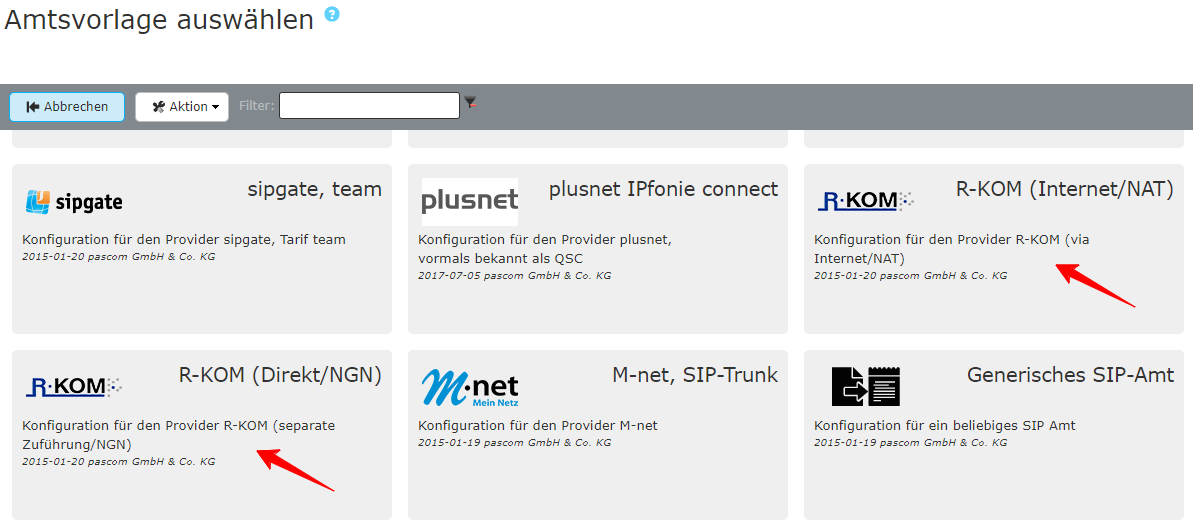 Amtsvorlage auswählen ?
Abbrechen Aktion Filter:
sipgate sipgate, team
Konfiguration für den Provider sipgate, Tarif team
2015-01-20 pascom GmbH & Co. KG
plusnet plusnet IPfonie connect
Konfiguration für den Provider plusnet,
vormals bekannt als QSC
2017-07-05 pascom GmbH & Co. KG
R·KOM R-KOM (Internet/NAT)
Konfiguration für den Provider R-KOM (via
Internet/NAT)
2015-01-20 pascom GmbH & Co. KG
R·KOM R-KOM (Direkt/NGN)
Konfiguration für den Provider R-KOM (separate
Zuführung/NGN)
2015-01-20 pascom GmbH & Co. KG
M·net M-net, SIP-Trunk
Mein Netz
Konfiguration für den Provider M-net
2015-01-19 pascom GmbH & Co. KG
Generisches SIP-Amt
Konfiguration für ein beliebiges SIP Amt
2015-01-19 pascom GmbH & Co. KG